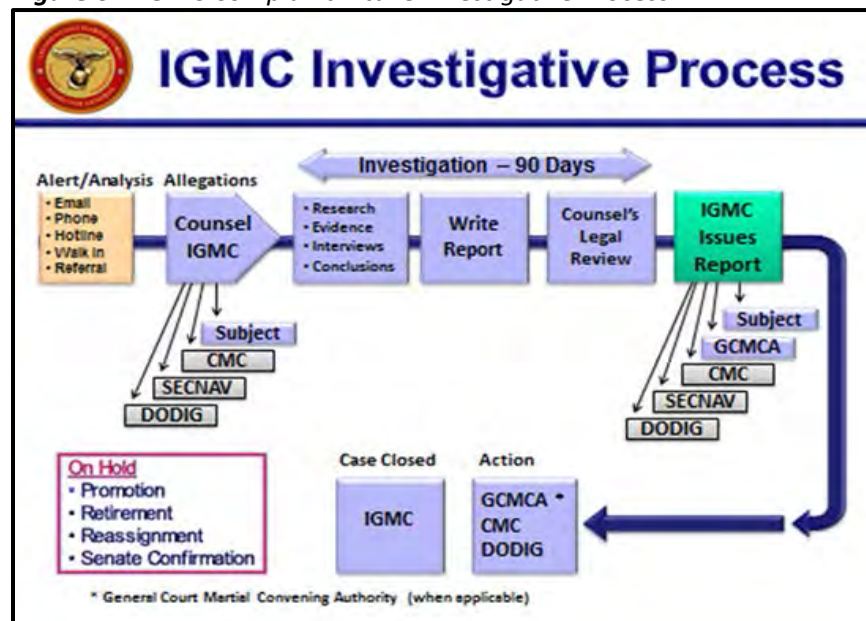 IGMC Investigative Process
Investigation – 90 Days
Alert/Analysis
• Email
• Phone
• Hotline
• Walk In
• Referral
Allegations
Counsel
IGMC
• Research
• Evidence
• Interviews
• Conclusions
Write
Report
Counsel's
Legal
Review
IGMC
Issues
Report
Subject
CMC
SECNAV
DODIG
Subject
GCMCA
CMC
SECNAV
DODIG
On Hold
• Promotion
• Retirement
• Reassignment
• Senate Confirmation
Case Closed
IGMC
Action
GCMCA *
CMC
DODIG
* General Court Martial Convening Authority (when applicable)